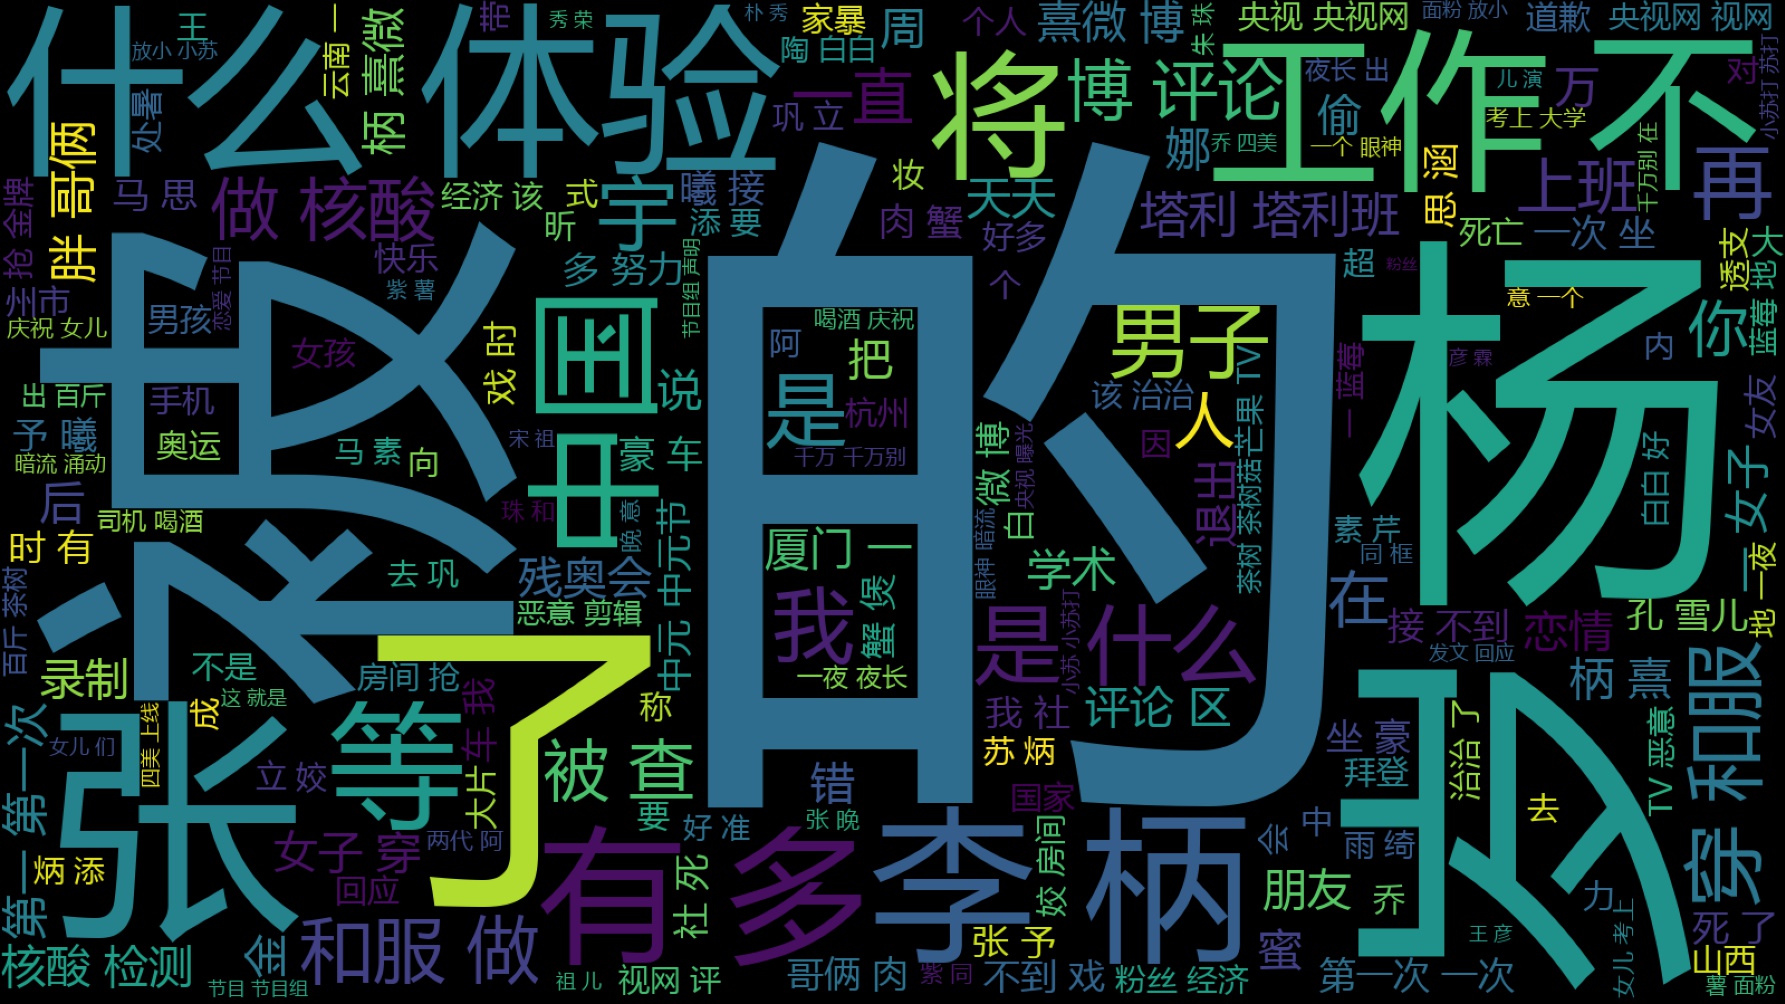 什么
体验
王
放小 小苏
处暑
云南 一
柄 熹微
带
秀荣
朴 秀
家暴
陶 白白
周
一直
巩 立
个人
熹微 博
央视 央视网
面粉 放小
道歉
央视网 视网
朱 珠
将
博 评论
工作
不
夜长 出
儿 演
万
对
小苏打 苏打
偷
考上 大学
娜
乔 四美
一个 眼神
千万别 在
思 涵
上班
再
胖 哥俩
抢 金牌
马 思
做 核酸
经济 该
式
宇
昕
曦 接
添 要
妆
天天
肉 蟹
好多
个
塔利 塔利班
死亡
一次 坐
超
粉丝
透支
大
地
蓝莓
州市
庆祝 女儿
男孩
恋爱 节目
快乐
紫 薯
多 努力
节目组 声明
女孩
戏 时
中国
说
的
喝酒 庆祝
阿
把
是
杭州
千万 千万别
男子
TV
该 治治
芒果
人
因
一 蓝莓
杨
意 一个
彦 霖
内
你
女友
出 百斤
手机
予 曦
奥运
暗流 涌动
马 素
向
宋 祖
豪 车
珠 和
晚 意
微 博
央视 曝光
白
退出
茶树 茶树菇
素 芹
同 框
白白 好
一 女子
激
后
司机 喝酒
时 有
百斤 茶树
去 巩
残奥会
恶意 剪辑
中元 中元节
厦门 一
我
煲
蟹
一夜 夜长
眼神 暗流
学术
是 什么
小苏 小苏打
在
接 不到
恋情
发文 回应
孔 雪儿
地 一夜
录制
不是
这 就是
房间 抢
了
成
称
我 社
评论 区
柄 熹
和服
穿
第一 第一次
女儿 们
四美 上线
张
等
车 我
立 姣
大片
被 查
要
错
苏 炳
国家
坐 豪
拜登
治治 了
TV 恶意
去
炳 添
女子 穿
两代 阿
回应
好 准
张 晚
有
多
李
柄
会
中
雨 绮
社 死
姣 房间
朋友
乔
力
女儿 考上
死 了
核酸 检测
金
和服 做
张 予
蜜
王 彦
山西
节目 节目组
祖 儿
视网 评
哥俩 肉
紫 同
不到 戏
粉丝 经济
第一次 一次
薯 面粉